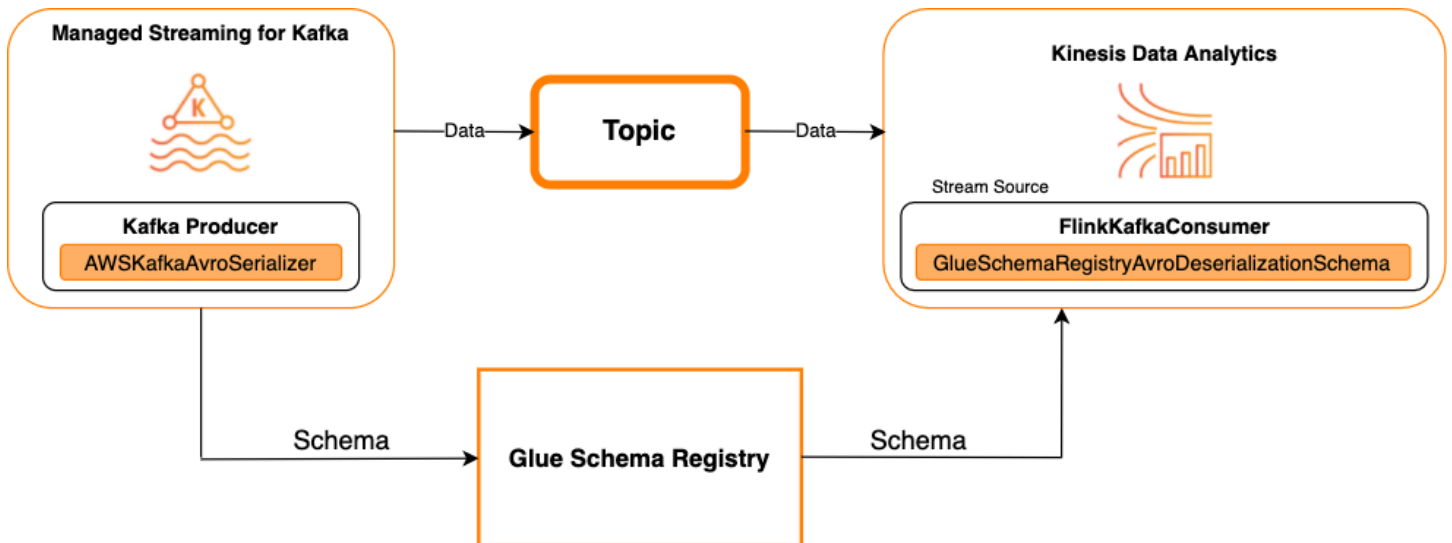 Managed Streaming for Kafka
K
Kafka Producer
AWSKafkaAvroSerializer
Data
Topic
Data
Kinesis Data Analytics
Stream Source
FlinkKafkaConsumer
GlueSchemaRegistryAvroDeserializationSchema
Schema
Glue Schema Registry
Schema